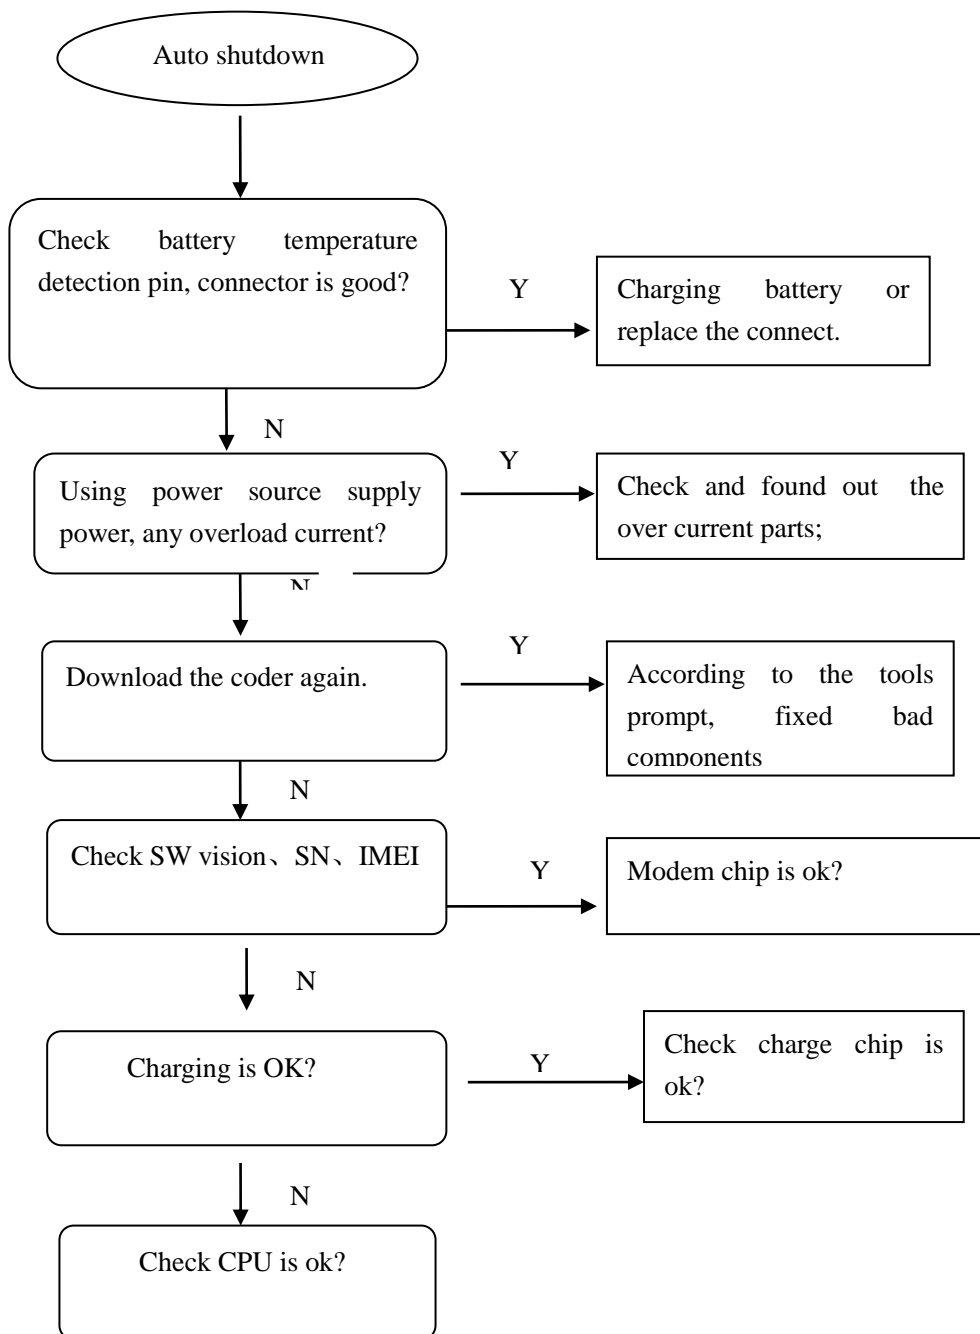 Auto shutdown
Check battery temperature
detection pin, connector is good?
Y
Charging battery or
replace the connect.
N
Using power source supply
power, any overload current?
Y
Check and found out the
over current parts;
N
Download the coder again.
Y
According to the tools
prompt, fixed bad
components
N
Check SW vision、SN、IMEI
Y
Modem chip is ok?
N
Charging is OK?
Y
Check charge chip is
ok?
N
Check CPU is ok?